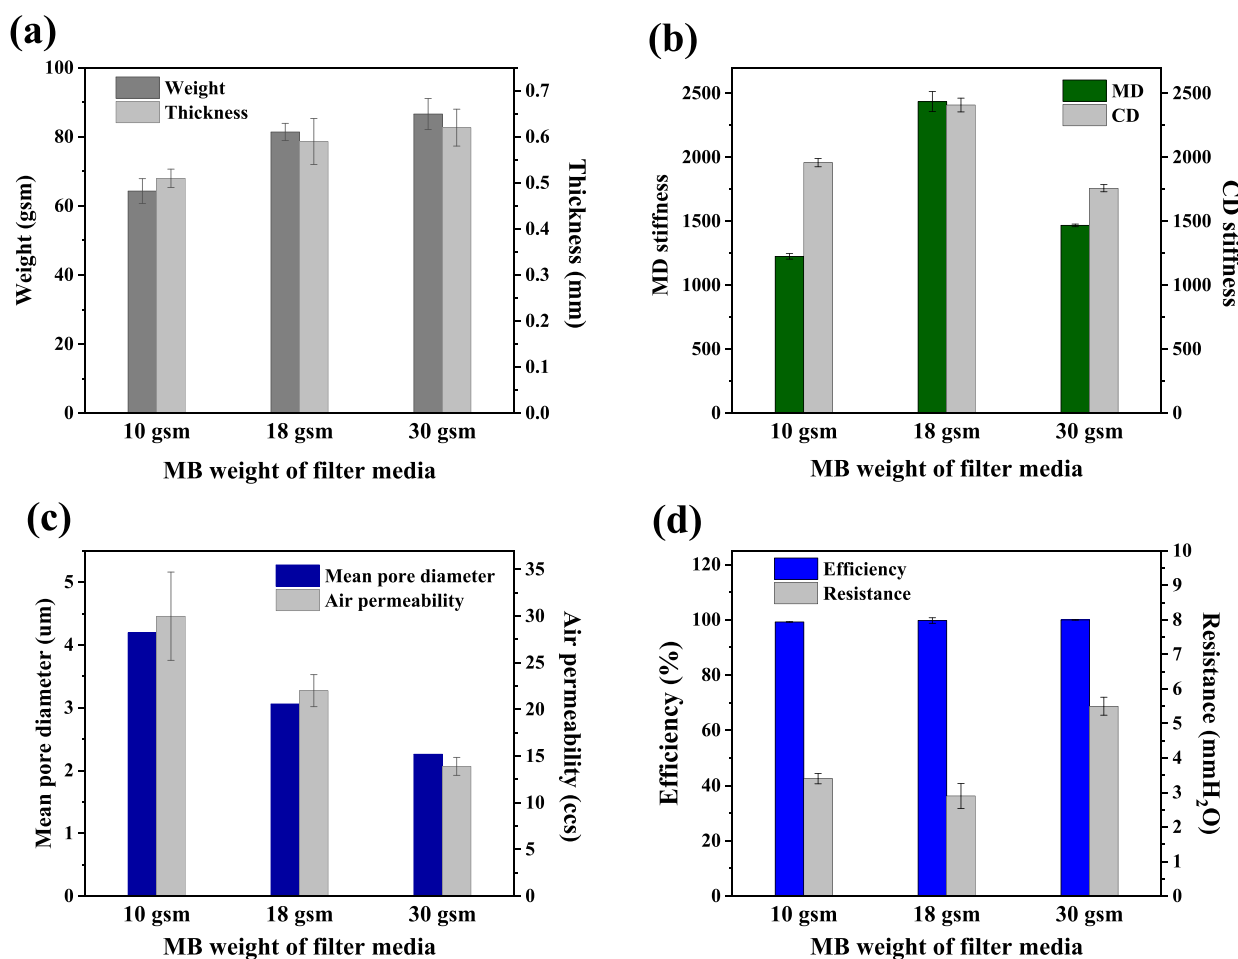 (a)
Weight
Thickness
Weight (gsm)
100
80
60
40
20
0
Thickness (mm)
0.7
0.6
0.5
0.4
0.3
0.2
0.1
0.0
10 gsm 18 gsm 30 gsm
MB weight of filter media
(b)
MD
CD
MD stiffness
2500
2000
1500
1000
500
0
CD stiffness
2500
2000
1500
1000
500
0
10 gsm 18 gsm 30 gsm
MB weight of filter media
(c)
Mean pore diameter
Air permeability
Mean pore diameter (um)
5
4
3
2
1
0
Air permeability (ccs)
35
30
25
20
15
10
5
0
10 gsm 18 gsm 30 gsm
MB weight of filter media
(d)
Efficiency
Resistance
Efficiency (%)
120
100
80
60
40
20
0
Resistance (mmH₂O)
10
9
8
7
6
5
4
3
2
1
0
10 gsm 18 gsm 30 gsm
MB weight of filter media